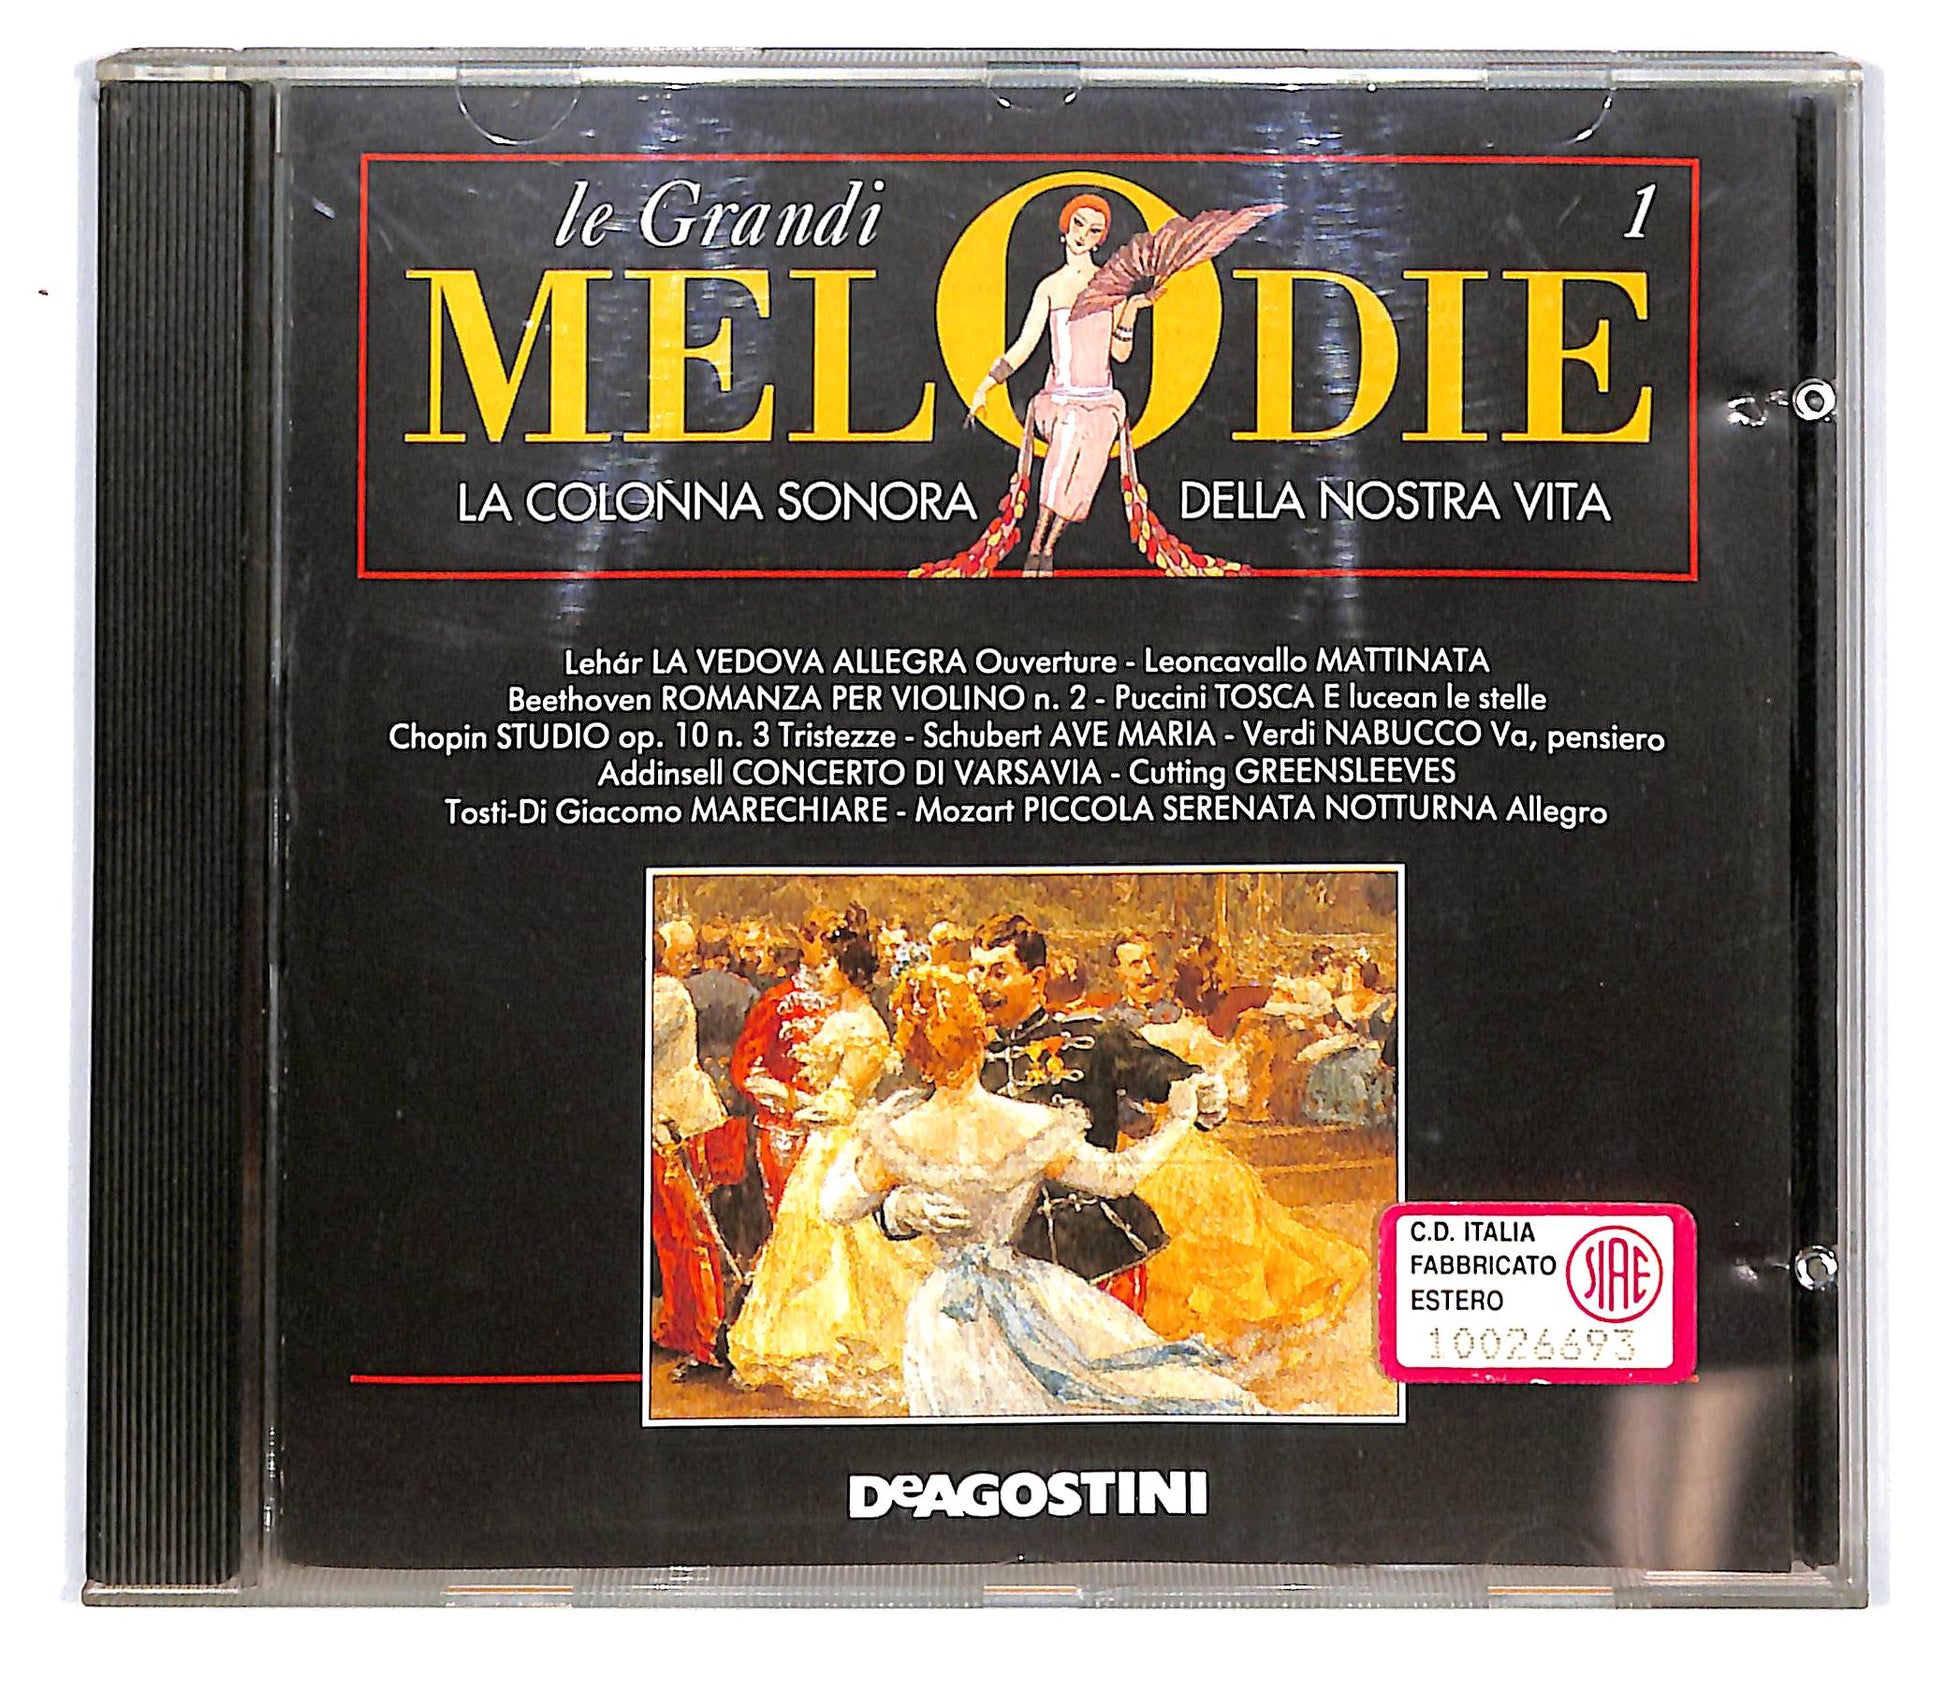 le Grandi
1
MELODIE
LA COLONNA SONORA DELLA NOSTRA VITA
Lehár LA VEDOVA ALLEGRA Ouverture - Leoncavallo MATTINATA
Beethoven ROMANZA PER VIOLINO n. 2 - Puccini TOSCA E lucean le stelle
Chopin STUDIO op. 10 n. 3 Tristezze - Schubert AVE MARIA - Verdi NABUCCO Va, pensiero
Addinsell CONCERTO DI VARSAVIA - Cutting GREENSLEEVES
Tosti-Di Giacomo MARECHIARE - Mozart PICCOLA SERENATA NOTTURNA Allegro
C.D. ITALIA
FABBRICATO
ESTERO
SIAE
10026693
DeAGOSTINI